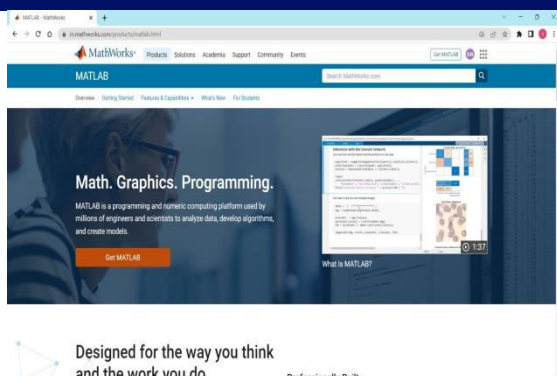 MATLAB - MathWorks
in.mathworks.com/products/matlab.html
MathWorks®
Products Solutions Academia Support Community Events
Get MATLAB
MATLAB
Search MathWorks.com
Overview Getting Started Features & Capabilities What's New For Students
Math. Graphics. Programming.
MATLAB is a programming and numeric computing platform used by
millions of engineers and scientists to analyze data, develop algorithms,
and create models.
Get MATLAB
1:37
What Is MATLAB?
Designed for the way you think
and the work you do
Professionally Built